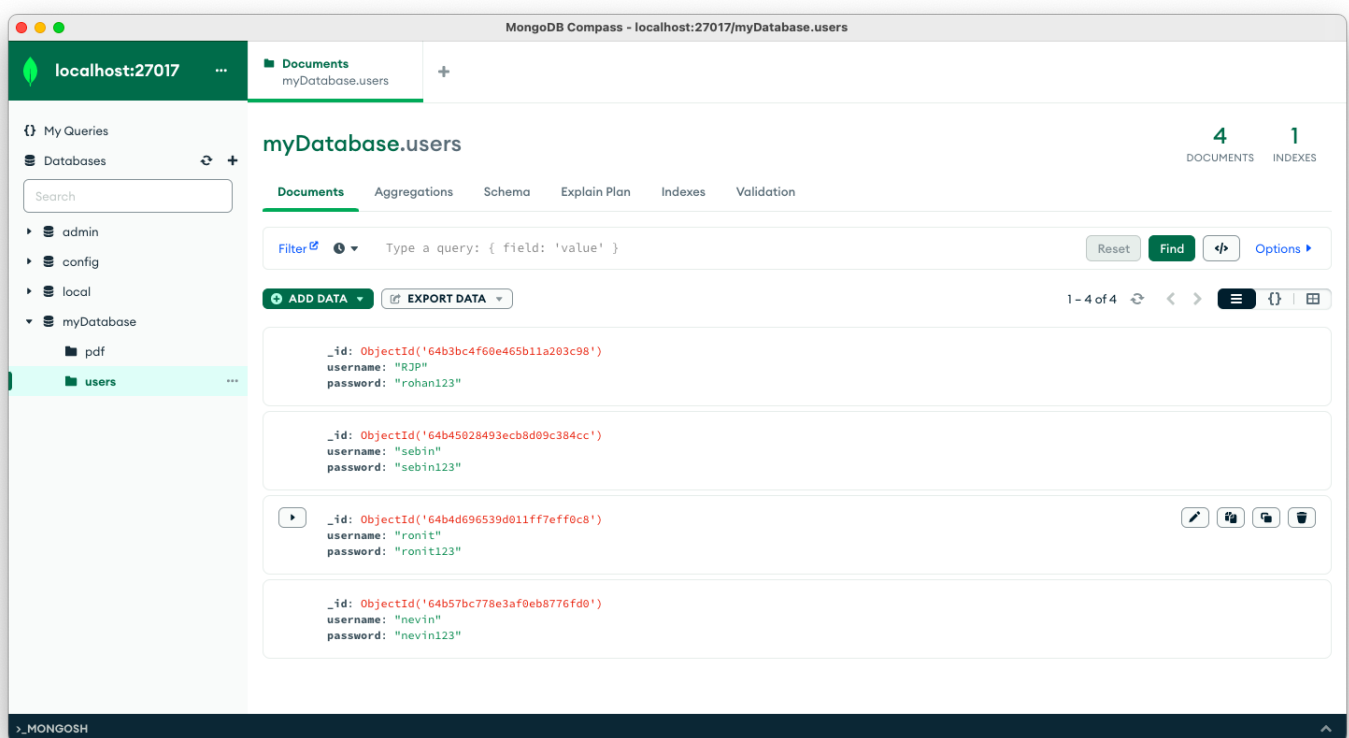 MongoDB Compass - localhost:27017/myDatabase.users
localhost:27017
Documents
myDatabase.users
My Queries
Databases
Search
admin
config
local
myDatabase
pdf
users
myDatabase.users
4
DOCUMENTS
1
INDEXES
Documents Aggregations Schema Explain Plan Indexes Validation
Filter Type a query: { field: 'value' } Reset Find </> Options
ADD DATA EXPORT DATA 1 – 4 of 4 {}
_id: ObjectId('64b3bc4f60e465b11a203c98')
username: "RJP"
password: "rohan123"
_id: ObjectId('64b45028493ecb8d09c384cc')
username: "sebin"
password: "sebin123"
_id: ObjectId('64b4d696539d011ff7eff0c8')
username: "ronit"
password: "ronit123"
_id: ObjectId('64b57bc778e3af0eb8776fd0')
username: "nevin"
password: "nevin123"
>_MONGOSH